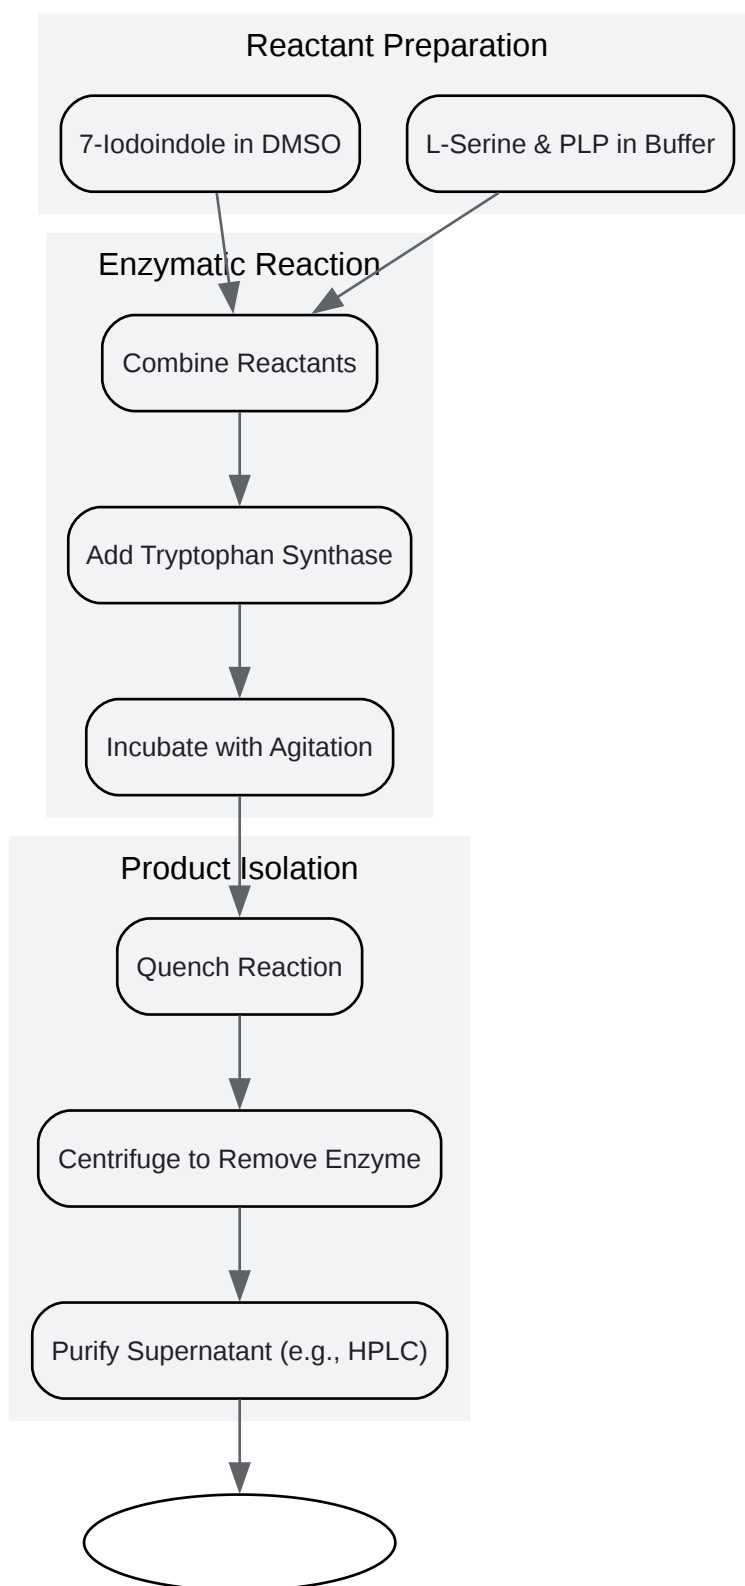 Reactant Preparation
7-Iodoindole in DMSO
L-Serine & PLP in Buffer
Enzymatic Reaction
Combine Reactants
Add Tryptophan Synthase
Incubate with Agitation
Product Isolation
Quench Reaction
Centrifuge to Remove Enzyme
Purify Supernatant (e.g., HPLC)